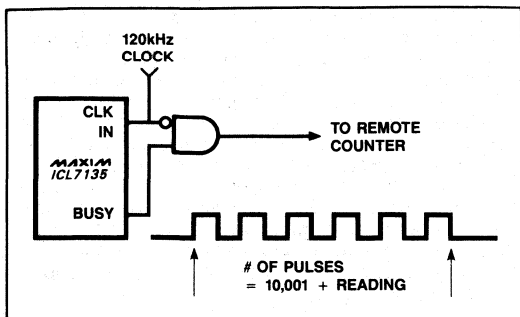 120kHz
CLOCK
CLK
IN
MAXIM
ICL7135
BUSY
TO REMOTE
COUNTER
# OF PULSES
= 10,001 + READING